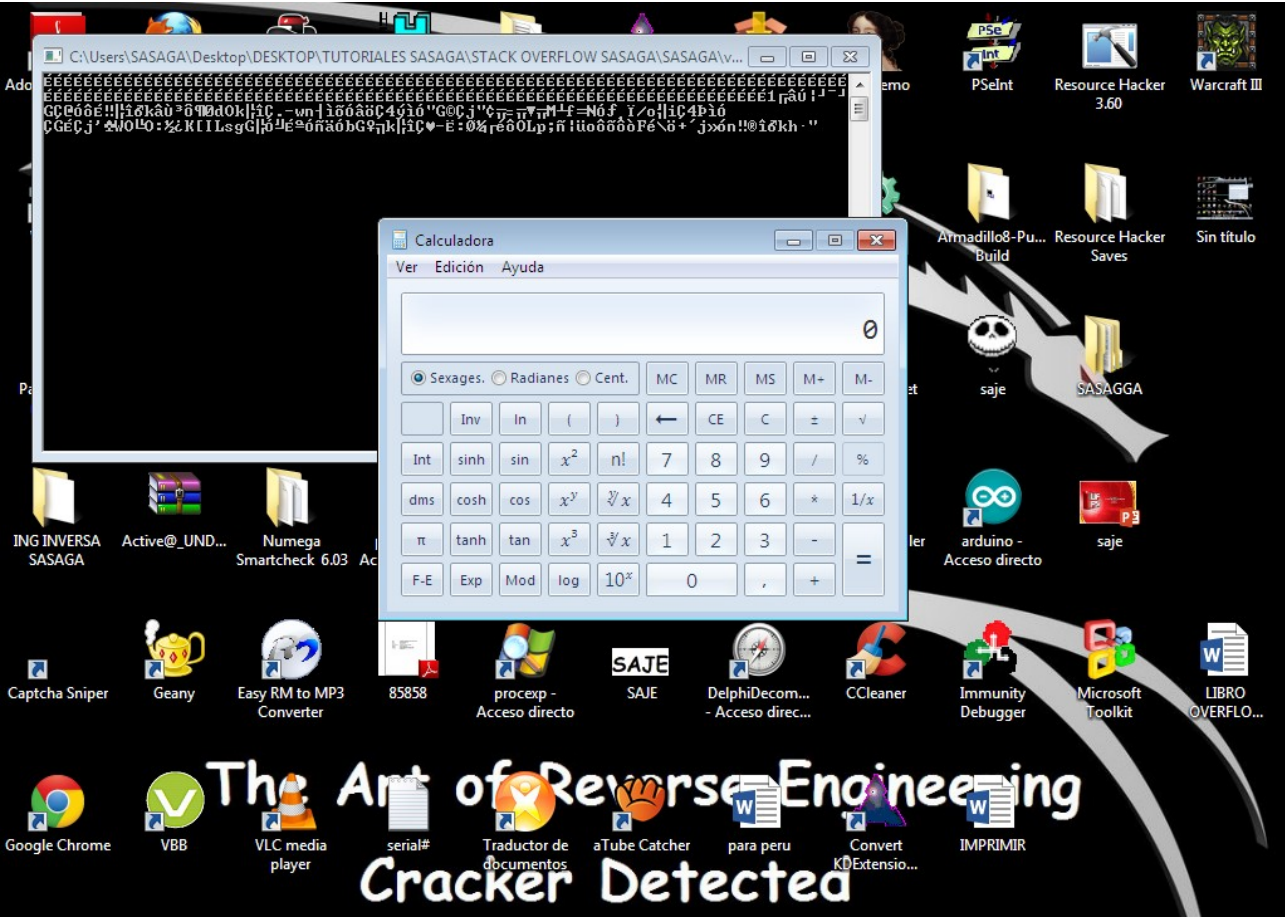 PSeInt
Resource Hacker
3.60
Warcraft III
C:\Users\SASAGA\Desktop\DESKTOP\TUTORIALES SASAGA\STACK OVERFLOW SASAGA\SASAGA\v...
Calculadora
Ver Edición Ayuda
0
Sexages. Radianes Cent.
MC MR MS M+ M-
Inv ln ( ) ← CE C ± √
Int sinh sin x² n! 7 8 9 / %
dms cosh cos xʸ ʸ√x 4 5 6 * 1/x
π tanh tan x³ ³√x 1 2 3 - =
F-E Exp Mod log 10ˣ 0 , +
Armadillo8-Pu...
Build
Resource Hacker
Saves
Sin título
saje
SASAGGA
ING INVERSA
SASAGA
Active@_UND...
Numega
Smartcheck 6.03
arduino -
Acceso directo
saje
Captcha Sniper
Geany
Easy RM to MP3
Converter
85858
procexp -
Acceso directo
SAJE
SAJE
DelphiDecom...
- Acceso direc...
CCleaner
Immunity
Debugger
Microsoft
Toolkit
LIBRO
OVERFLO...
The Art of Reverse Engineering
Google Chrome
VBB
VLC media
player
serial#
Traductor de
documentos
aTube Catcher
para peru
Convert
KDExtensio...
IMPRIMIR
Cracker Detected